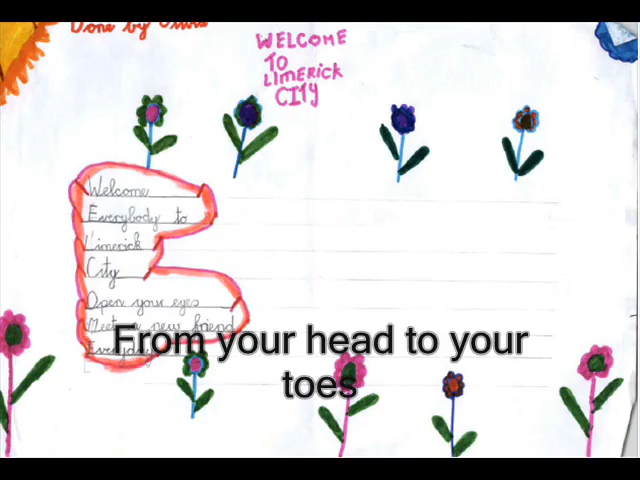 Done by
WELCOME
TO
LIMERICK
CITY
Welcome
Everybody to
Limerick
City
Open your eyes
Meet a new friend
Everyday
From your head to your
toes